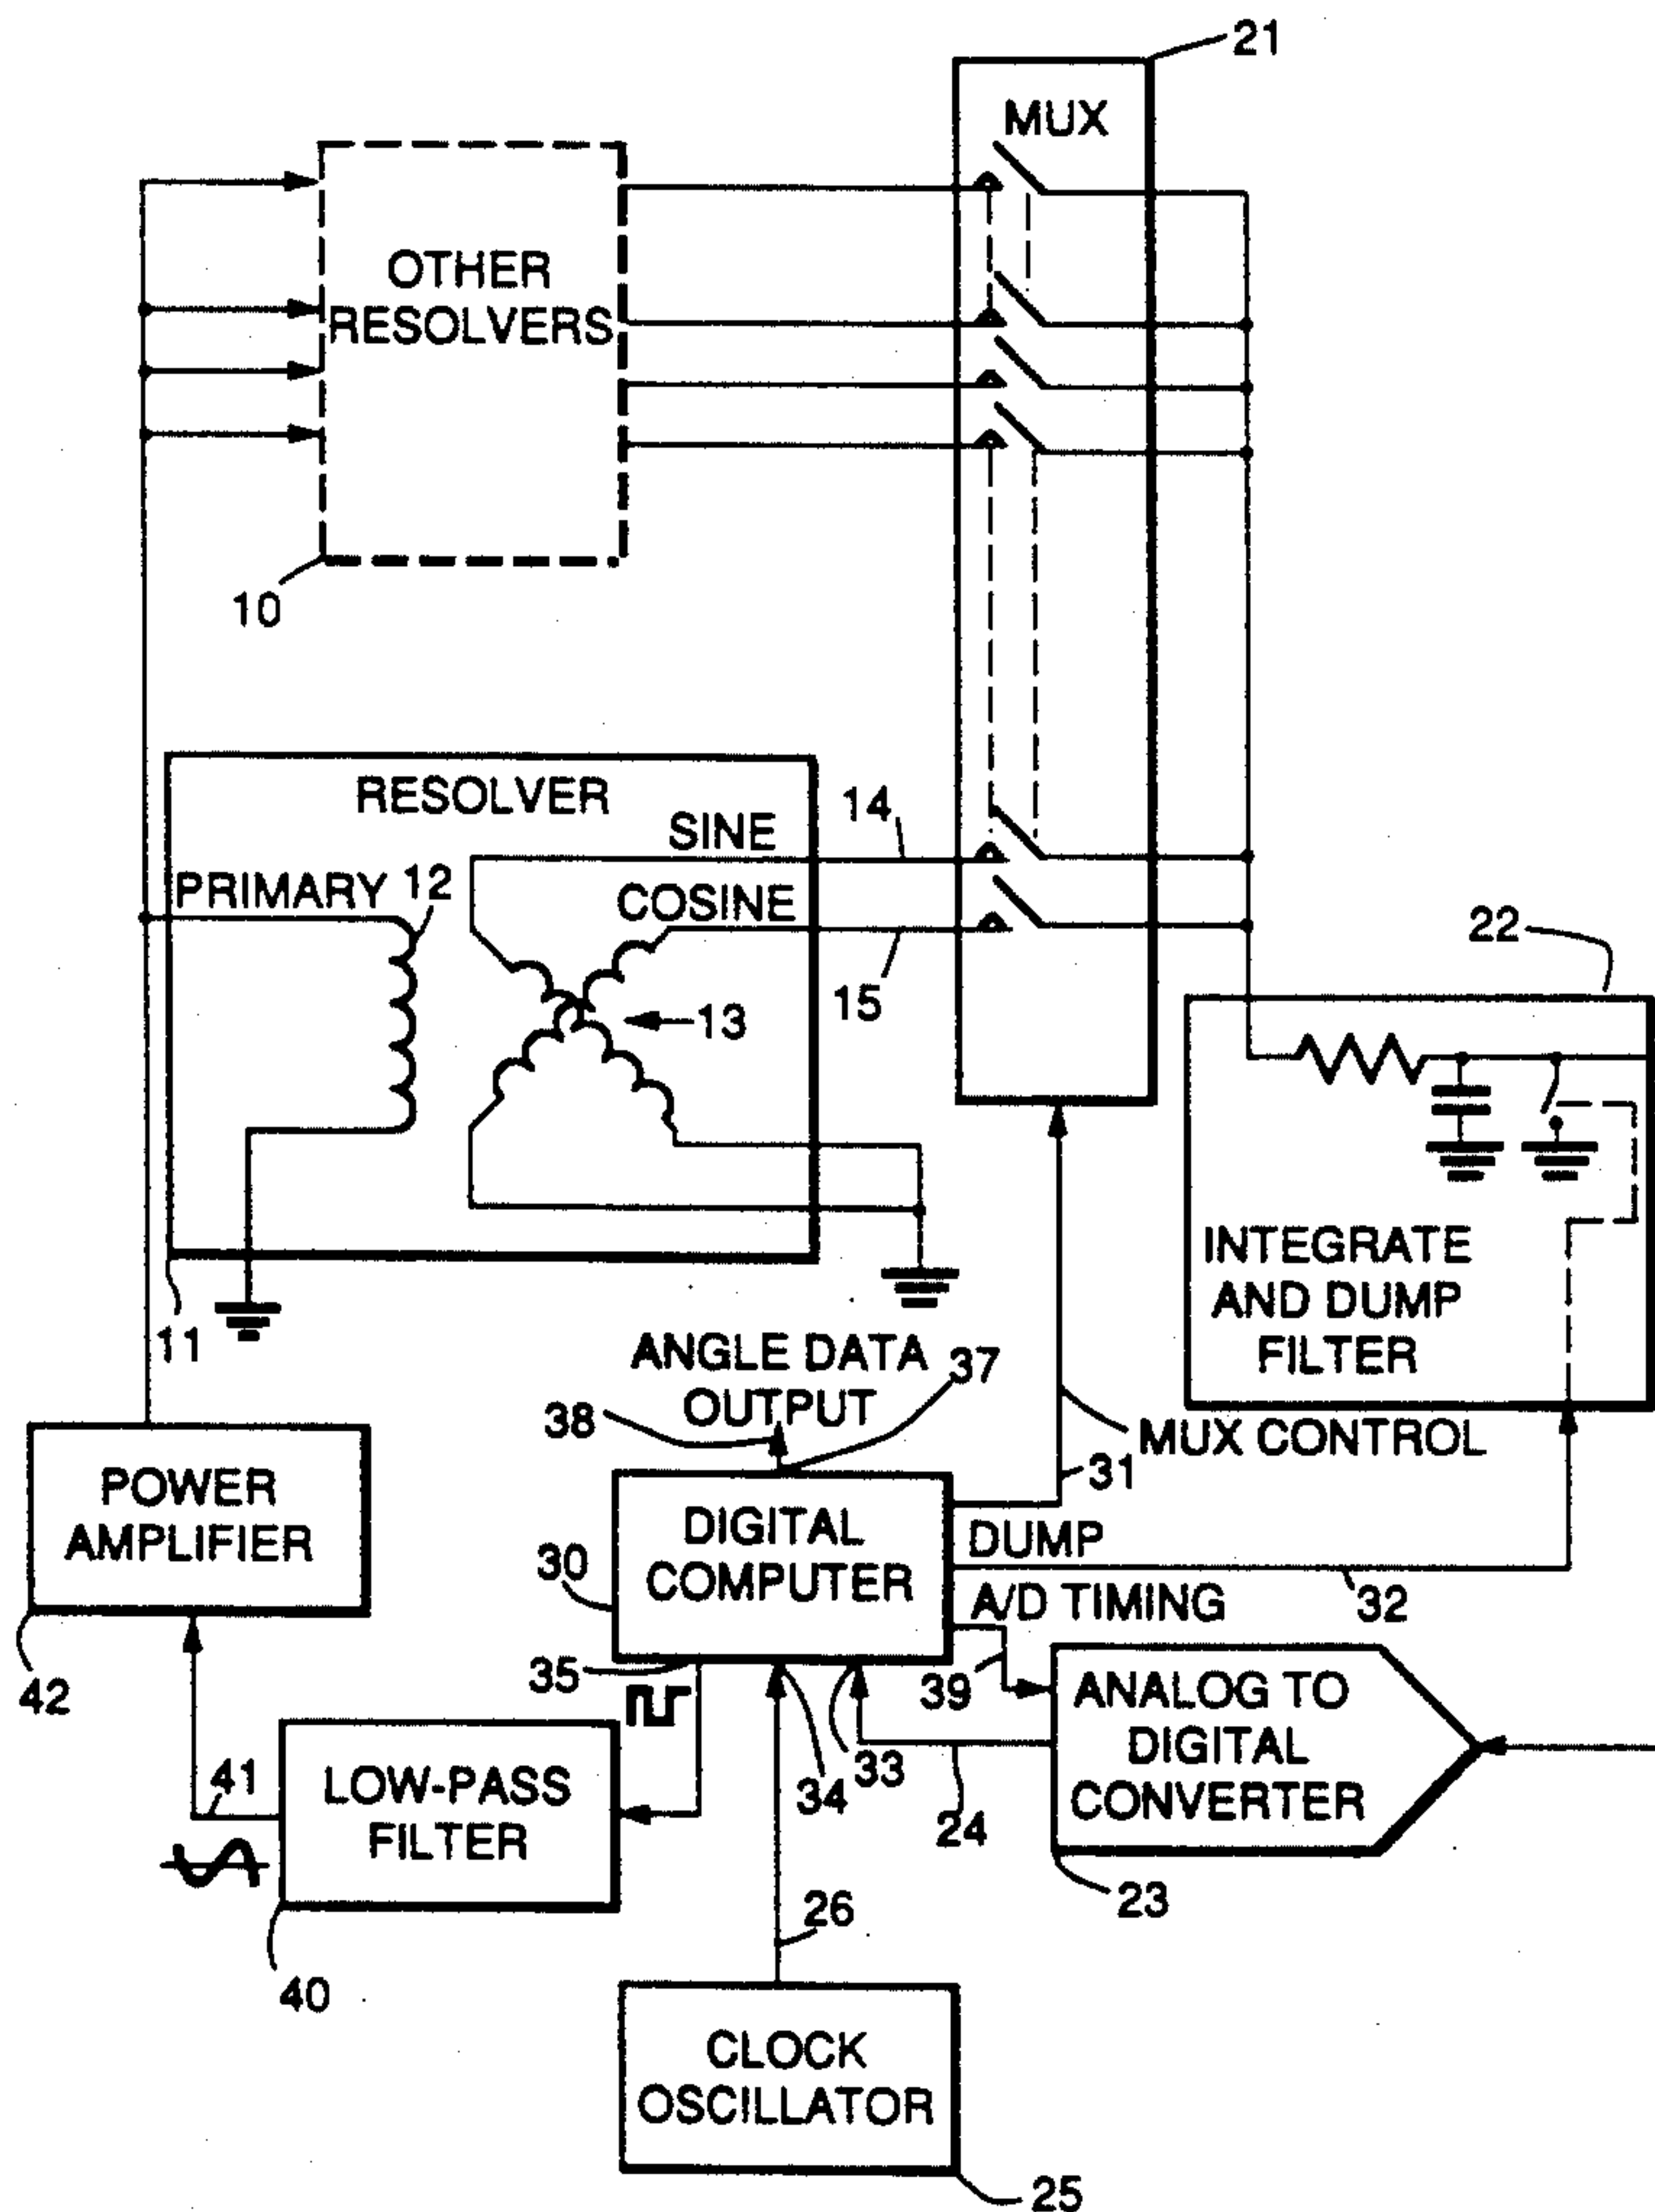 21
MUX
OTHER
RESOLVERS
10
RESOLVER
SINE
14
PRIMARY
12
COSINE
15
13
22
INTEGRATE
AND DUMP
FILTER
11
ANGLE DATA
OUTPUT
37
38
MUX CONTROL
31
POWER
AMPLIFIER
DIGITAL
COMPUTER
30
DUMP
A/D TIMING
32
42
35
39
ANALOG TO
DIGITAL
CONVERTER
33
34
24
41
LOW-PASS
FILTER
23
26
40
CLOCK
OSCILLATOR
25